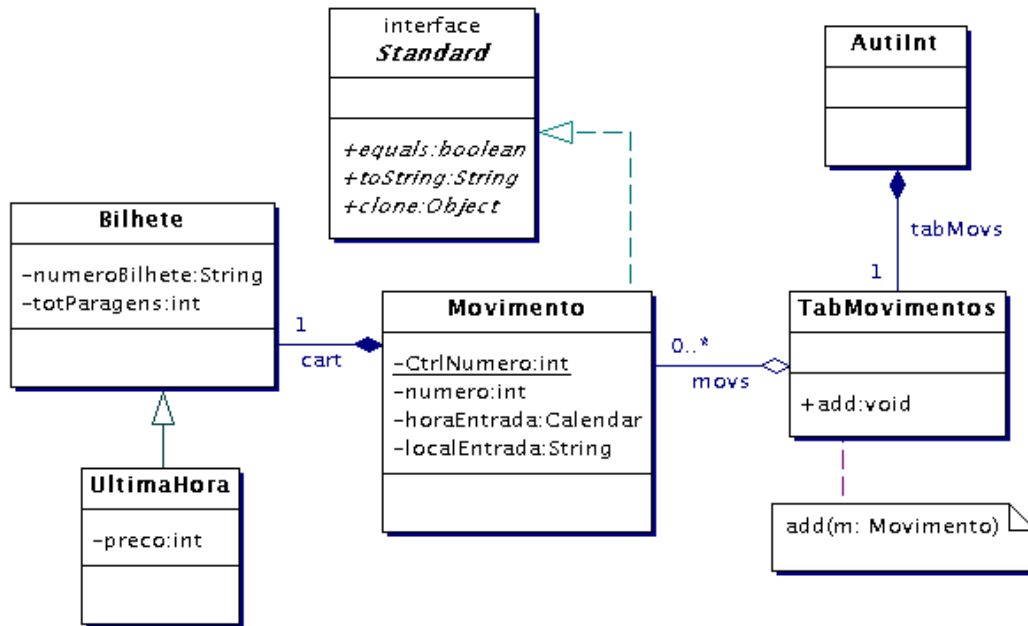 interface
Standard
+equals:boolean
+toString:String
+clone:Object
AutiInt
tabMovs
1
Bilhete
-numeroBilhete:String
-totParagens:int
1
cart
Movimento
-CtrlNumero:int
-numero:int
-horaEntrada:Calendar
-localEntrada:String
0..*
movs
TabMovimentos
+add:void
UltimaHora
-preco:int
add(m: Movimento)